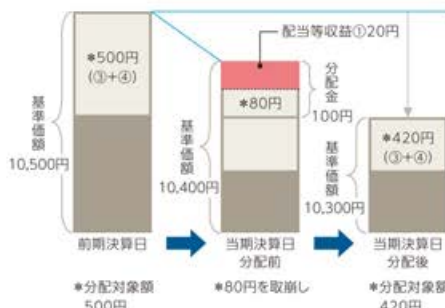 *500円
(③+④)
基準価額
10,500円
前期決算日
*分配対象額
500円
配当等収益①20円
*80円
分配金
100円
基準価額
10,400円
当期決算日
分配前
*80円を取崩し
*420円
(③+④)
基準価額
10,300円
当期決算日
分配後
*分配対象額
420円